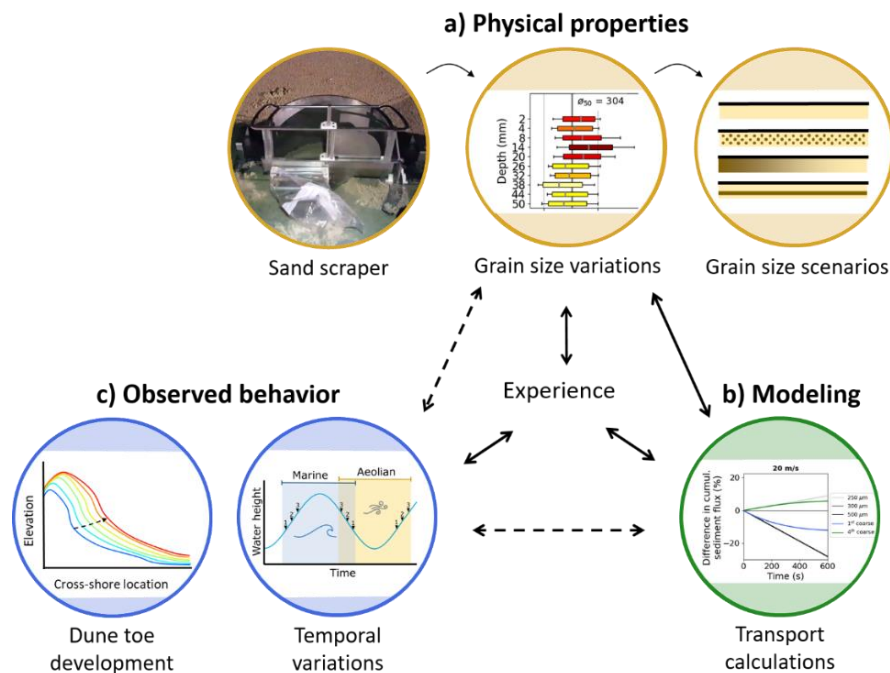 a) Physical properties
ø50 = 304
Depth (mm)
2
4
8
14
20
26
32
38
44
50
Sand scraper
Grain size variations
Grain size scenarios
Experience
c) Observed behavior
b) Modeling
Elevation
Cross-shore location
Marine
Aeolian
Water height
Time
20 m/s
Difference in cumul.
sediment flux (%)
20
0
−20
0
200
400
600
Time (s)
250 µm
300 µm
500 µm
1st coarse
4th coarse
Dune toe
development
Temporal
variations
Transport
calculations